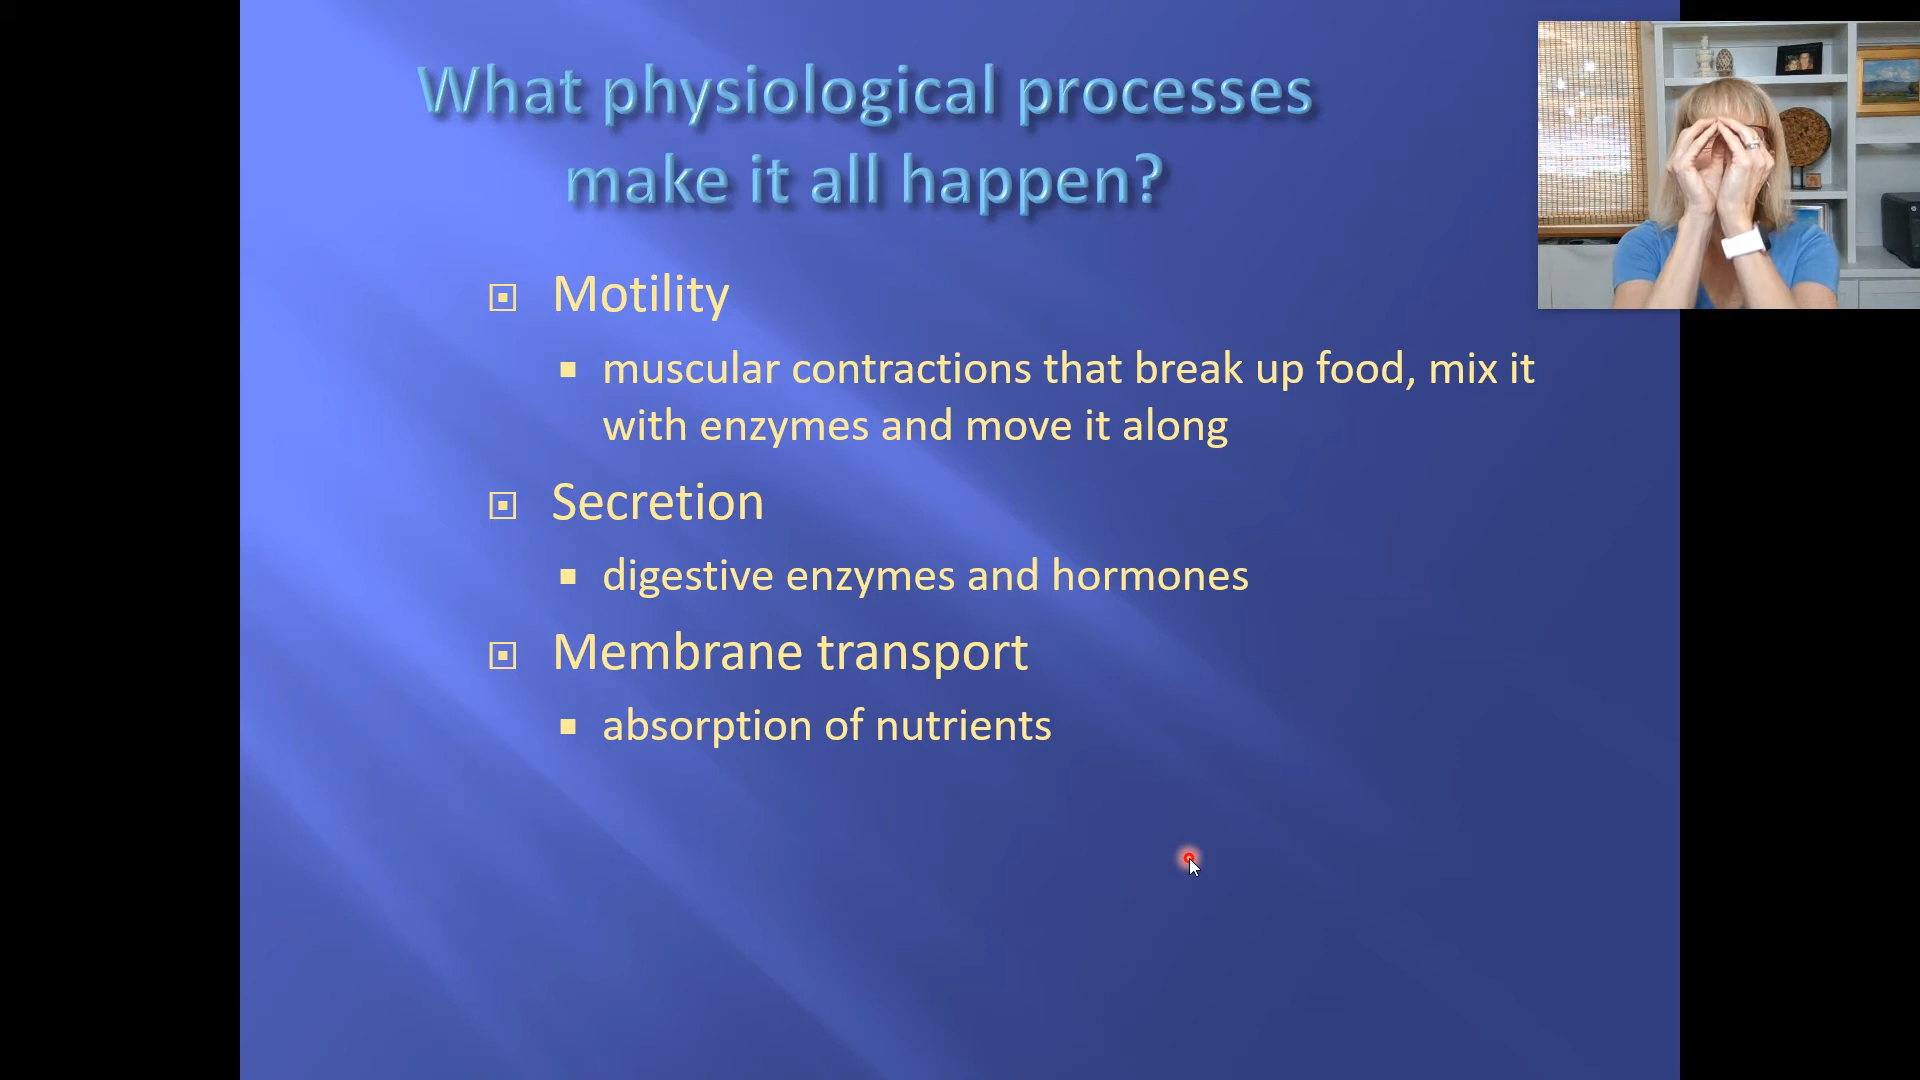 What physiological processes
make it all happen?
Motility
muscular contractions that break up food, mix it
with enzymes and move it along
Secretion
digestive enzymes and hormones
Membrane transport
absorption of nutrients